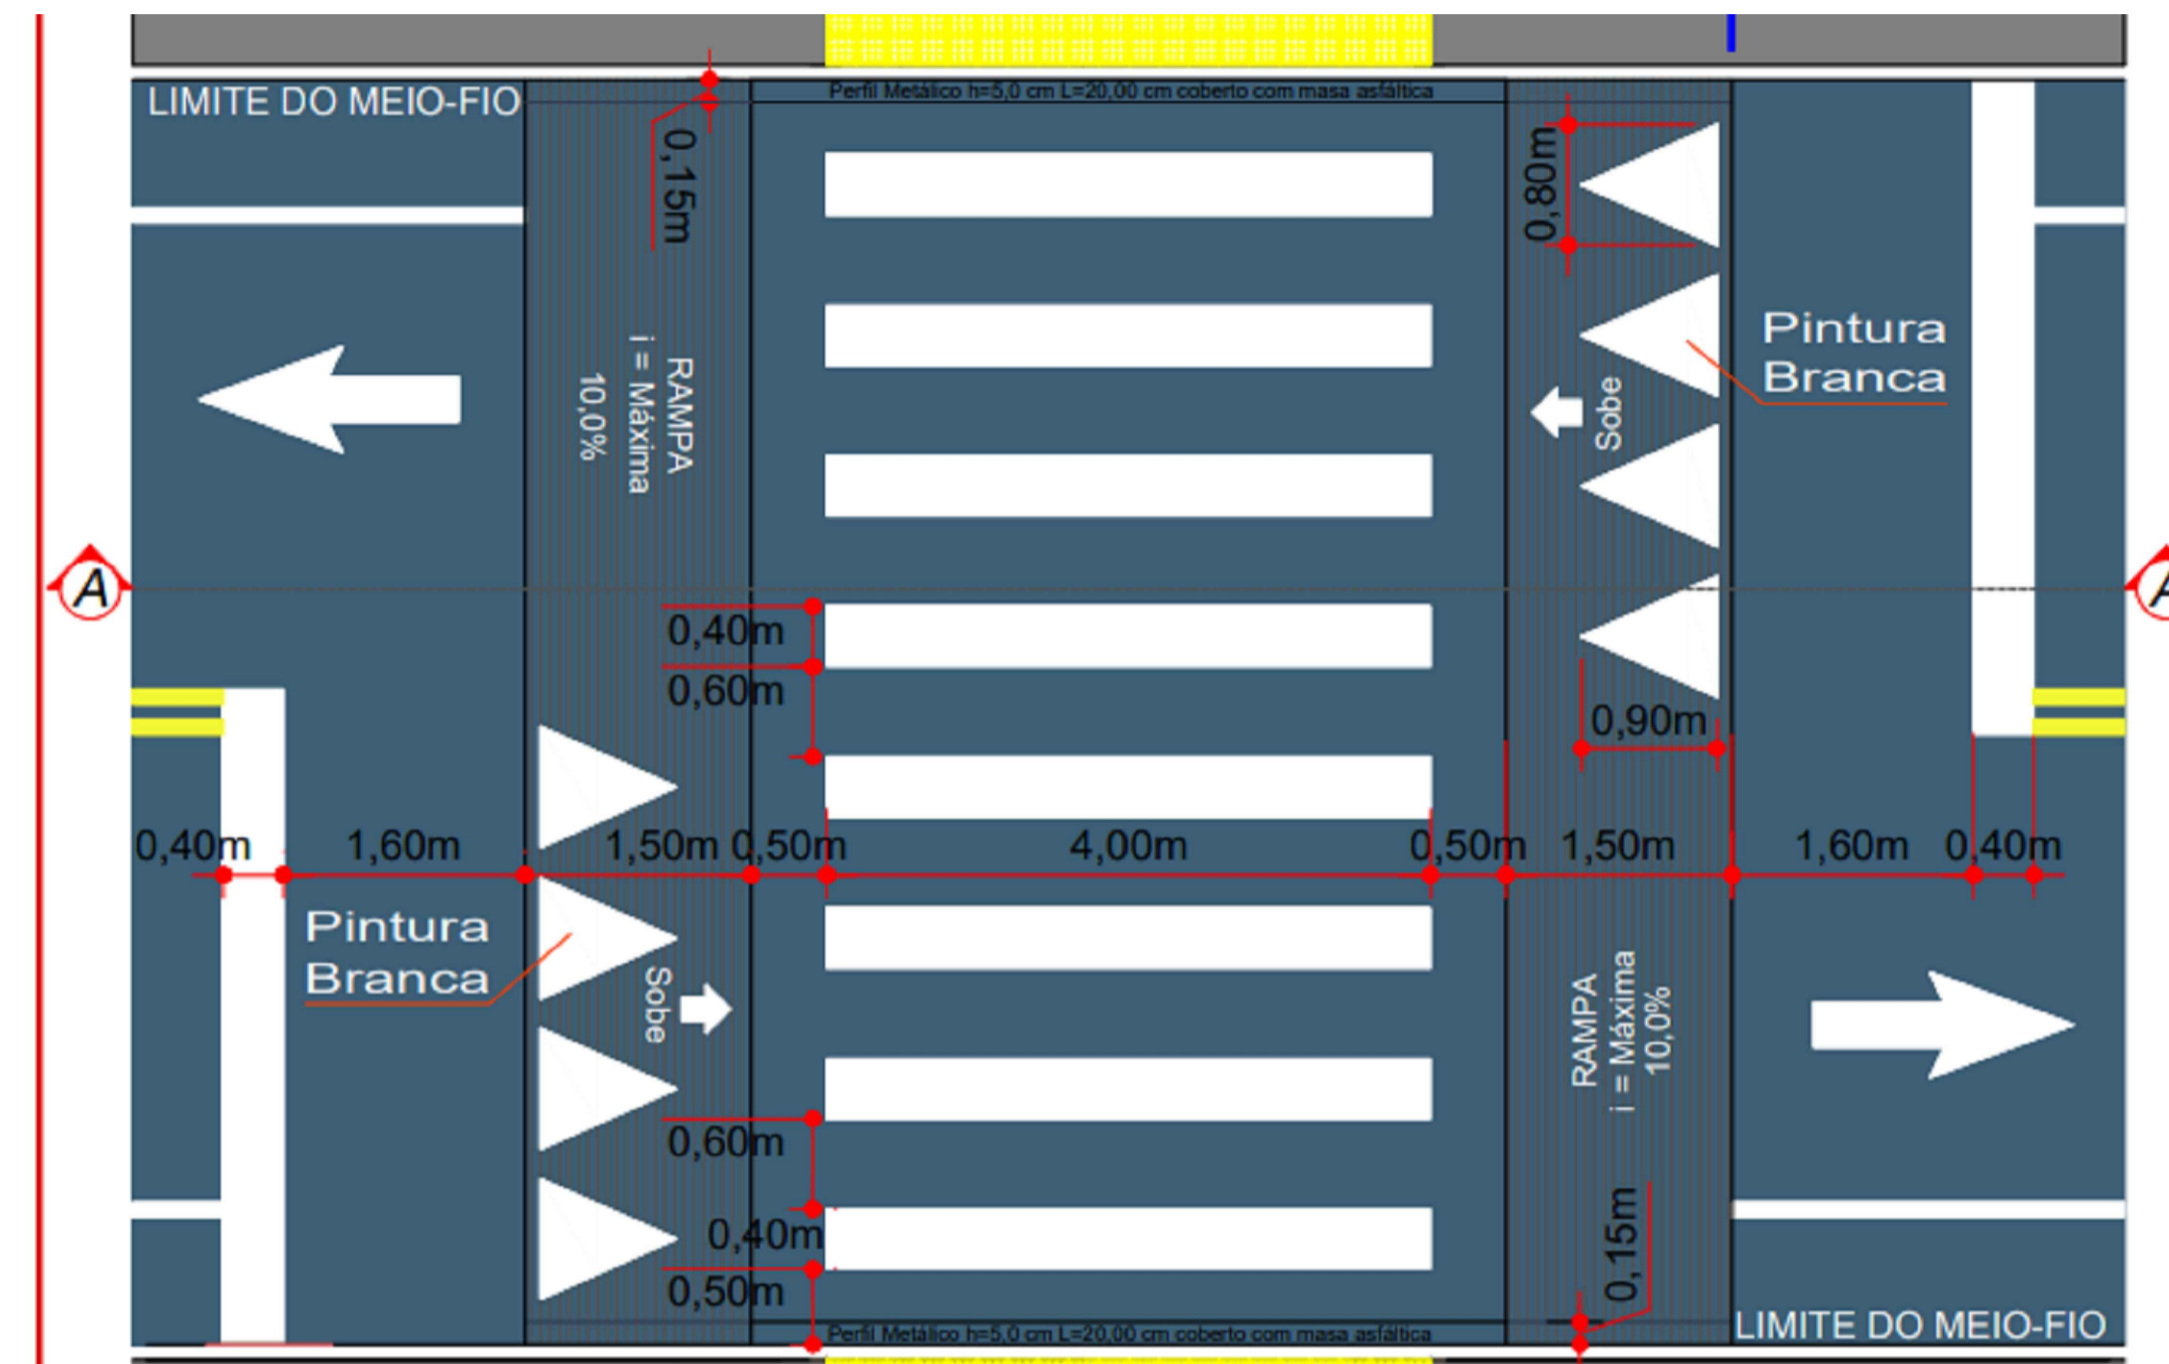 Perfil Metálico h=5,0 cm L=20,00 cm coberto com masa asfáltica
LIMITE DO MEIO-FIO
0,15m
0,80m
RAMPA
i = Máxima
10,0%
Sobe
Pintura
Branca
A
A
0,40m
0,60m
0,90m
0,40m
1,60m
1,50m
0,50m
4,00m
0,50m
1,50m
1,60m
0,40m
Pintura
Branca
Sobe
RAMPA
i = Máxima
10,0%
0,60m
0,40m
0,50m
0,15m
Perfil Metálico h=5,0 cm L=20,00 cm coberto com masa asfáltica
LIMITE DO MEIO-FIO